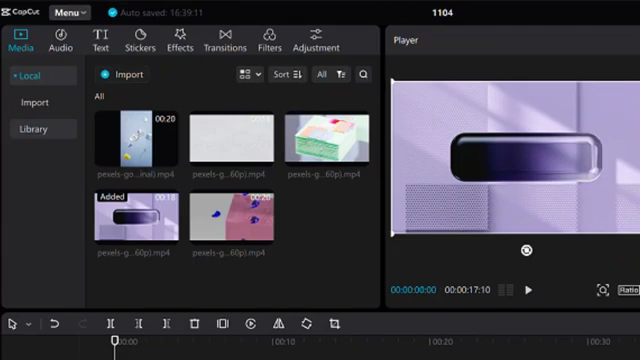 CapCut Menu Auto saved: 16:39:11 1104
Media Audio Text Stickers Effects Transitions Filters Adjustment
Player
Local
Import
Library
Import Sort All
All
00:20
pexels-go...inal).mp4 pexels-g...60p).mp4 pexels-g...60p).mp4
Added 00:18 00:20
pexels-g...60p).mp4 pexels-g...60p).mp4
00:00:00:00 00:00:17:10 Ratio
00:00 00:10 00:20 00:30